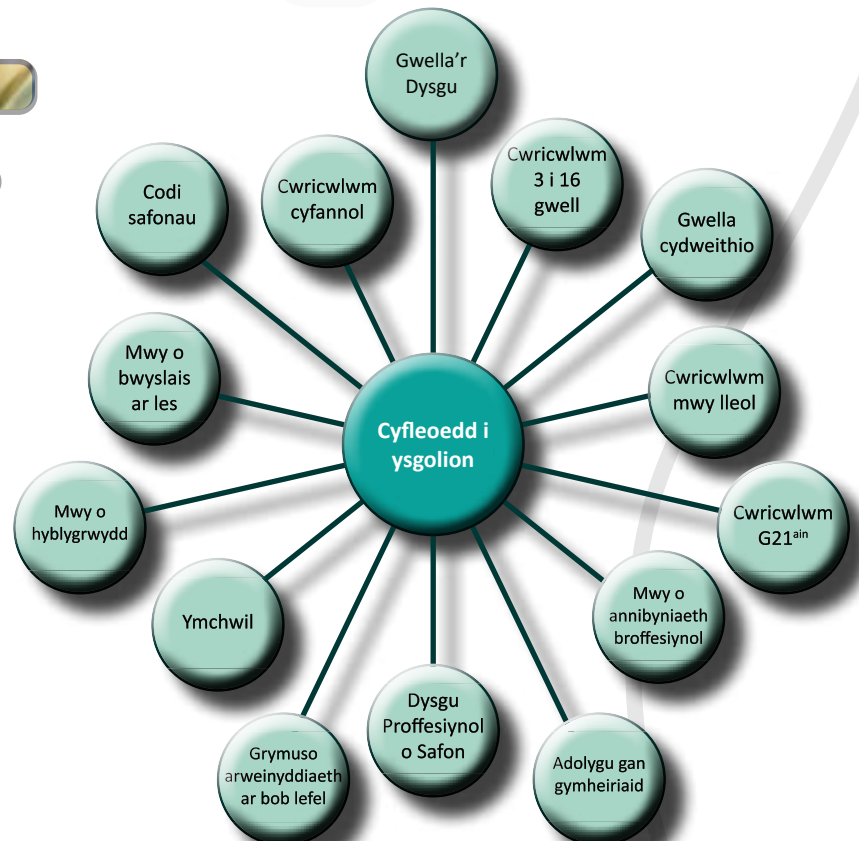 Gwella’r
Dysgu
Cwricwlwm
3 i 16
gwell
Gwella
cydweithio
Cwricwlwm
mwy lleol
Cwricwlwm
G21ain
Mwy o
annibyniaeth
broffesiynol
Adolygu gan
gymheiriaid
Dysgu
Proffesiynol
o Safon
Grymuso
arweinyddiaeth
ar bob lefel
Ymchwil
Mwy o
hyblygrwydd
Mwy o
bwyslais
ar les
Codi
safonau
Cwricwlwm
cyfannol
Cyfleoedd i
ysgolion